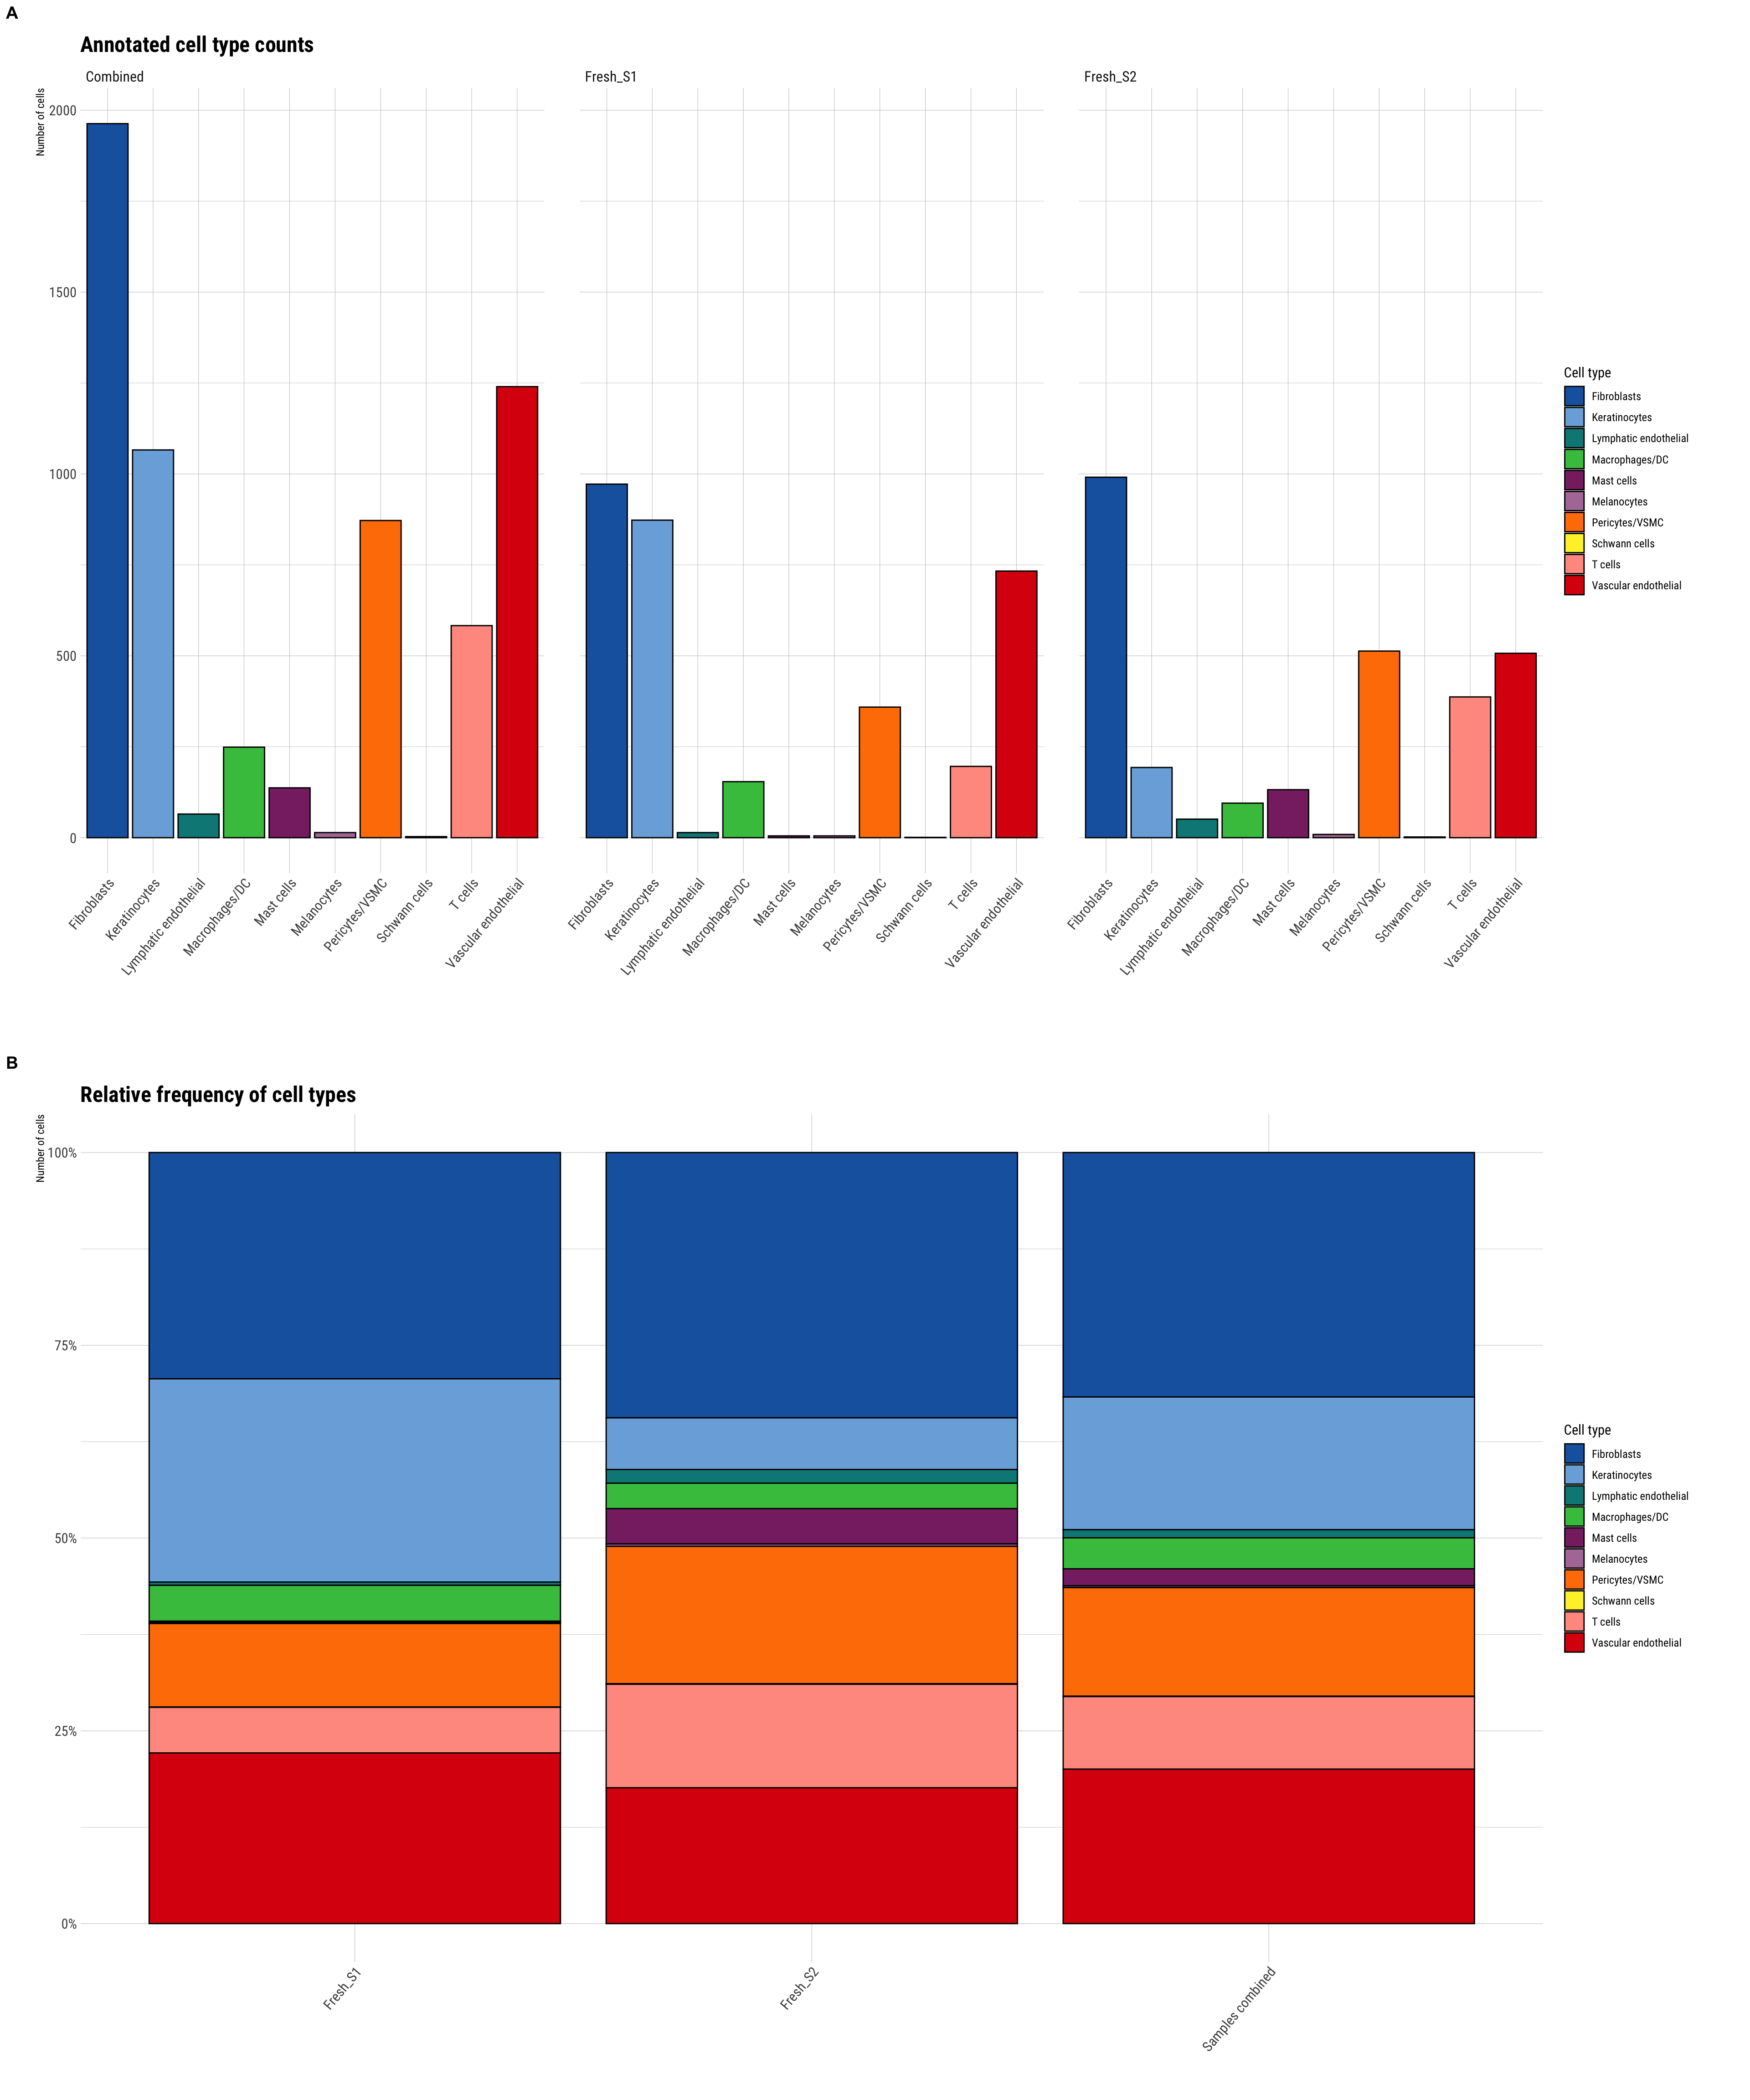 A
Annotated cell type counts
Combined
Fresh_S1
Fresh_S2
Number of cells
2000
1500
1000
500
0
Fibroblasts
Keratinocytes
Lymphatic endothelial
Macrophages/DC
Mast cells
Melanocytes
Pericytes/VSMC
Schwann cells
T cells
Vascular endothelial
Fibroblasts
Keratinocytes
Lymphatic endothelial
Macrophages/DC
Mast cells
Melanocytes
Pericytes/VSMC
Schwann cells
T cells
Vascular endothelial
Fibroblasts
Keratinocytes
Lymphatic endothelial
Macrophages/DC
Mast cells
Melanocytes
Pericytes/VSMC
Schwann cells
T cells
Vascular endothelial
Cell type
Fibroblasts
Keratinocytes
Lymphatic endothelial
Macrophages/DC
Mast cells
Melanocytes
Pericytes/VSMC
Schwann cells
T cells
Vascular endothelial
B
Relative frequency of cell types
Number of cells
100%
75%
50%
25%
0%
Fresh_S1
Fresh_S2
Samples combined
Cell type
Fibroblasts
Keratinocytes
Lymphatic endothelial
Macrophages/DC
Mast cells
Melanocytes
Pericytes/VSMC
Schwann cells
T cells
Vascular endothelial